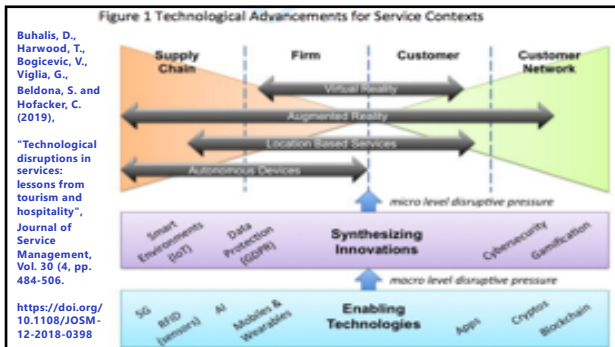 Figure 1 Technological Advancements for Service Contexts
Buhalis, D.,
Harwood, T.,
Bogicevic, V.,
Viglia, G.,
Beldona, S. and
Hofacker, C.
(2019),
"Technological
disruptions in
services:
lessons from
tourism and
hospitality",
Journal of
Service
Management,
Vol. 30 (4, pp.
484-506.
https://doi.org/
10.1108/JOSM-
12-2018-0398
Supply
Chain
Firm
Customer
Customer
Network
Virtual Reality
Augmented Reality
Location Based Services
Autonomous Devices
micro level disruptive pressure
Smart
Environments
(IoT)
Data
Protection
(GDPR)
Synthesizing
Innovations
Cybersecurity
Gamification
macro level disruptive pressure
5G
RFID
(sensors)
AI
Mobiles &
Wearables
Enabling
Technologies
Apps
Cryptos
Blockchain